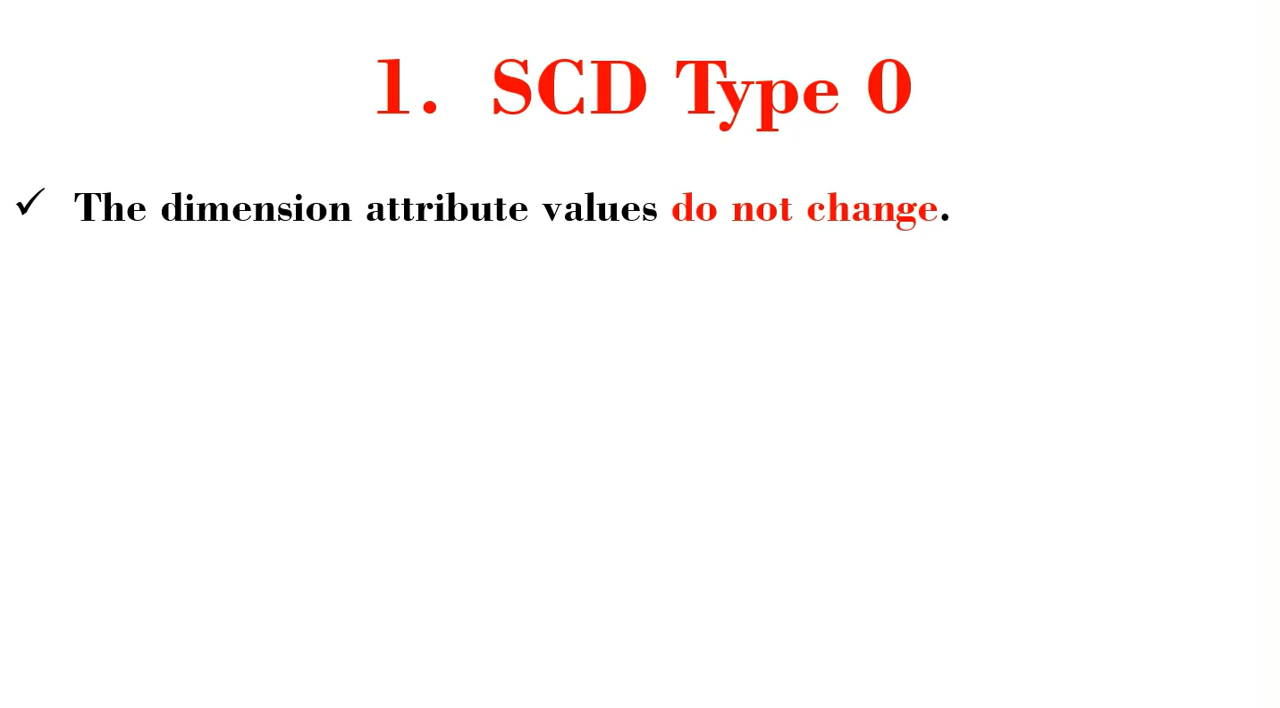 1. SCD Type 0
✓ The dimension attribute values do not change.